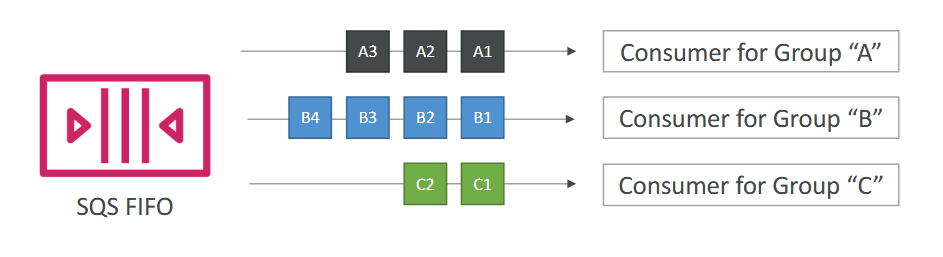 A3 A2 A1 Consumer for Group “A”
B4 B3 B2 B1 Consumer for Group “B”
C2 C1 Consumer for Group “C”
SQS FIFO